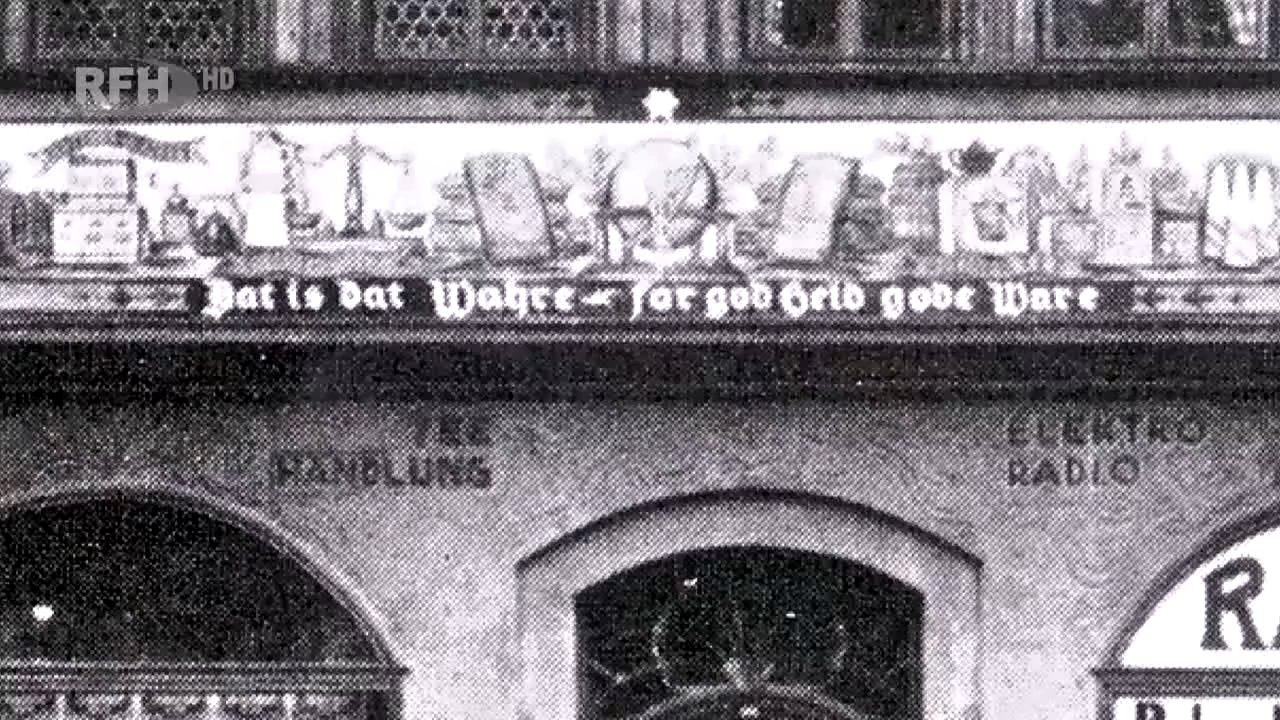 RFH HD
Dat is dat Wahre - for god Geld gode Ware
TEE
HANDLUNG
ELEKTRO
RADIO